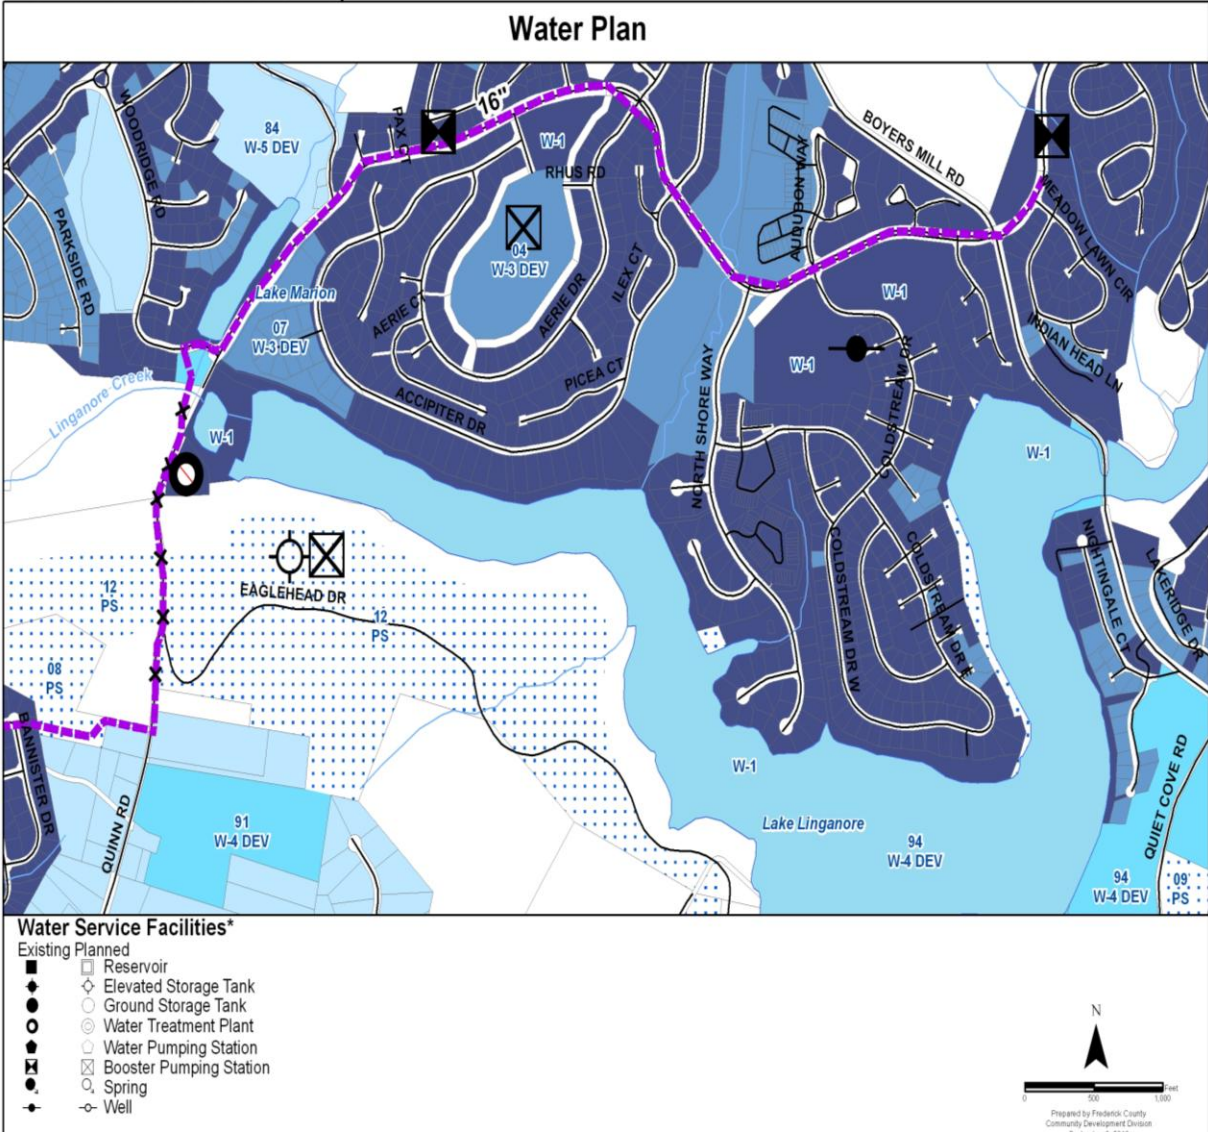 Water Plan
WOODRIDGE RD
84
W-5 DEV
PAX CT
16"
W-1
RHUS RD
AUDUBON WAY
BOYERS MILL RD
MEADOW LAWN CIR
PARKSIDE RD
04
W-3 DEV
ILEX CT
Lake Marion
AERIE CT
AERIE DR
W-1
07
W-3 DEV
INDIAN HEAD LN
PICEA CT
W-1
Linganore Creek
ACCIPITER DR
NORTH SHORE WAY
COLDSTREAM DR
W-1
W-1
NIGHTINGALE CT
LAKERIDGE DR
COLDSTREAM DR W
COLDSTREAM DR E
EAGLEHEAD DR
12
PS
12
PS
08
PS
BANNISTER DR
W-1
QUINN RD
91
W-4 DEV
Lake Linganore
94
W-4 DEV
QUIET COVE RD
94
W-4 DEV
09
PS
Water Service Facilities*
Existing Planned
Reservoir
Elevated Storage Tank
Ground Storage Tank
Water Treatment Plant
Water Pumping Station
Booster Pumping Station
Spring
Well
N
Feet
0 500 1,000
Prepared by Frederick County
Community Development Division